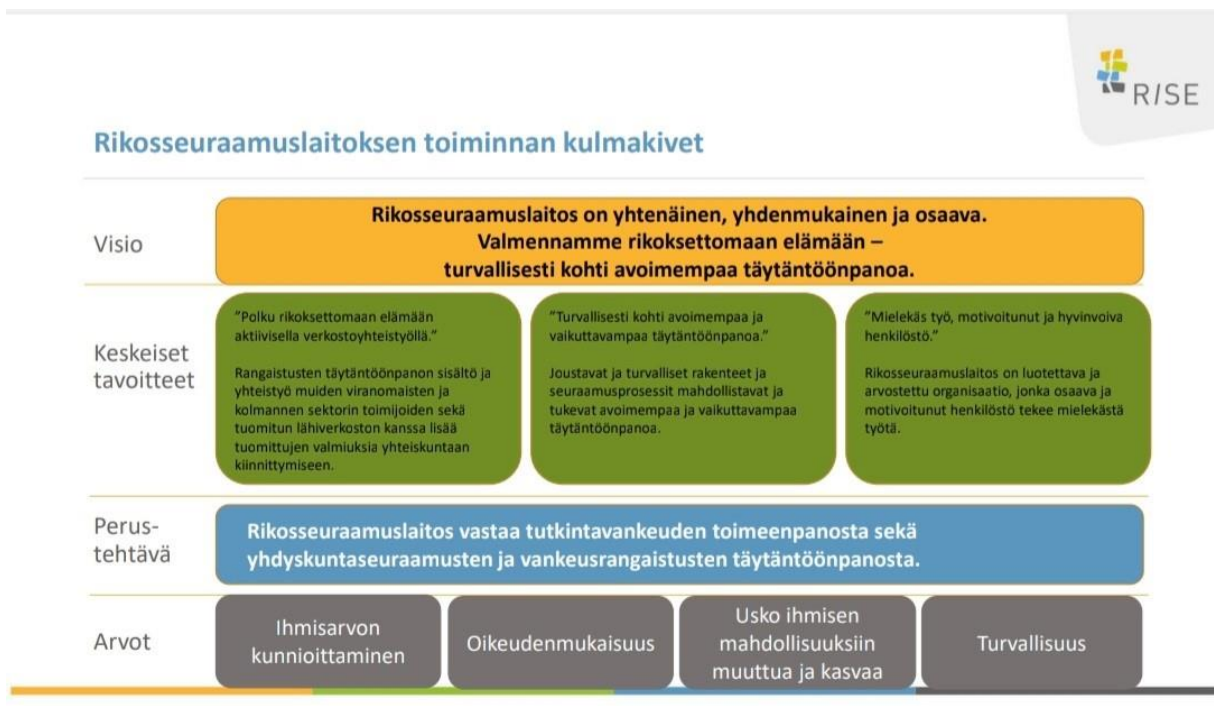 RISE
Rikosseuraamuslaitoksen toiminnan kulmakivet
Visio
Rikosseuraamuslaitos on yhtenäinen, yhdenmukainen ja osaava.
Valmennamme rikoksettomaan elämään –
turvallisesti kohti avoimempaa täytäntöönpanoa.
Keskeiset
tavoitteet
”Polku rikoksettomaan elämään
aktiivisella verkostoyhteistyöllä.”
Rangaistusten täytäntöönpanon sisältö ja
yhteistyö muiden viranomaisten ja
kolmannen sektorin toimijoiden sekä
tuomitun lähiverkoston kanssa lisää
tuomittujen valmiuksia yhteiskuntaan
kiinnittymiseen.
”Turvallisesti kohti avoimempaa ja
vaikuttavampaa täytäntöönpanoa.”
Joustavat ja turvalliset rakenteet ja
seuraamusprosessit mahdollistavat ja
tukevat avoimempaa ja vaikuttavampaa
täytäntöönpanoa.
”Mielekäs työ, motivoitunut ja hyvinvoiva
henkilöstö.”
Rikosseuraamuslaitos on luotettava ja
arvostettu organisaatio, jonka osaava ja
motivoitunut henkilöstö tekee mielekästä
työtä.
Perus-
tehtävä
Rikosseuraamuslaitos vastaa tutkintavankeuden toimeenpanosta sekä
yhdyskuntaseuraamusten ja vankeusrangaistusten täytäntöönpanosta.
Arvot
Ihmisarvon
kunnioittaminen
Oikeudenmukaisuus
Usko ihmisen
mahdollisuuksiin
muuttua ja kasvaa
Turvallisuus